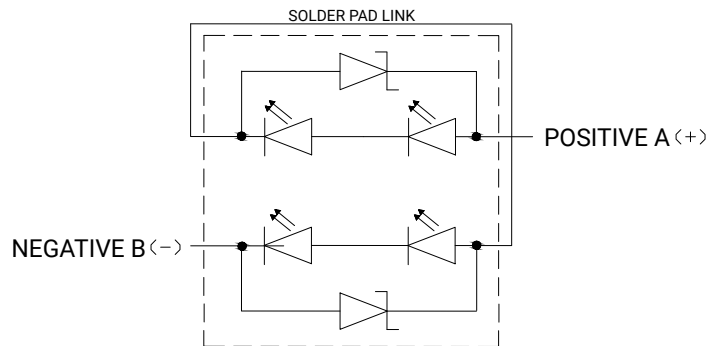 SOLDER PAD LINK
POSITIVE A（+）
NEGATIVE B（−）